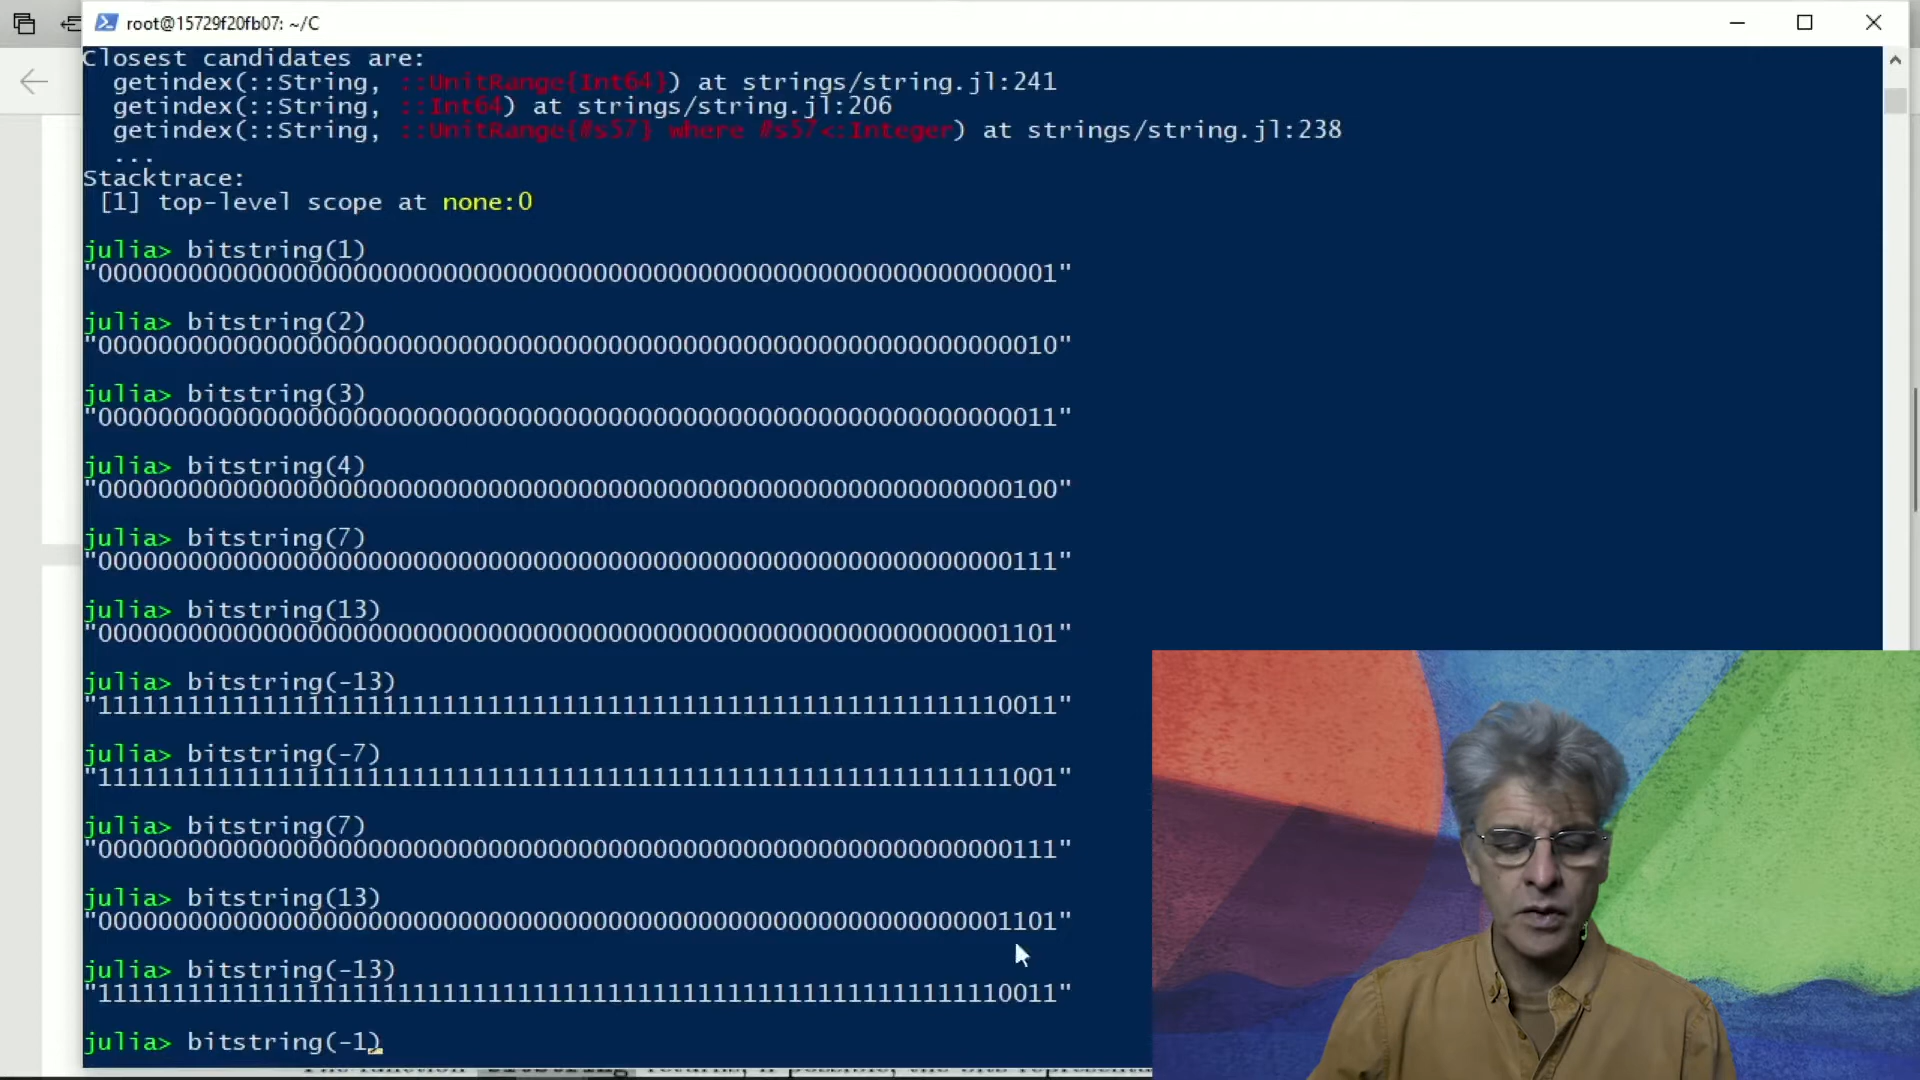 root@15729f20fb07: ~/C
Closest candidates are:
getindex(::String, ::UnitRange{Int64}) at strings/string.jl:241
getindex(::String, ::Int64) at strings/string.jl:206
getindex(::String, ::UnitRange{#s57} where #s57<:Integer) at strings/string.jl:238
...
Stacktrace:
[1] top-level scope at none:0
julia> bitstring(1)
"0000000000000000000000000000000000000000000000000000000000000001"
julia> bitstring(2)
"0000000000000000000000000000000000000000000000000000000000000010"
julia> bitstring(3)
"0000000000000000000000000000000000000000000000000000000000000011"
julia> bitstring(4)
"0000000000000000000000000000000000000000000000000000000000000100"
julia> bitstring(7)
"0000000000000000000000000000000000000000000000000000000000000111"
julia> bitstring(13)
"0000000000000000000000000000000000000000000000000000000000001101"
julia> bitstring(-13)
"1111111111111111111111111111111111111111111111111111111111110011"
julia> bitstring(-7)
"1111111111111111111111111111111111111111111111111111111111111001"
julia> bitstring(7)
"0000000000000000000000000000000000000000000000000000000000000111"
julia> bitstring(13)
"0000000000000000000000000000000000000000000000000000000000001101"
julia> bitstring(-13)
"1111111111111111111111111111111111111111111111111111111111110011"
julia> bitstring(-1)